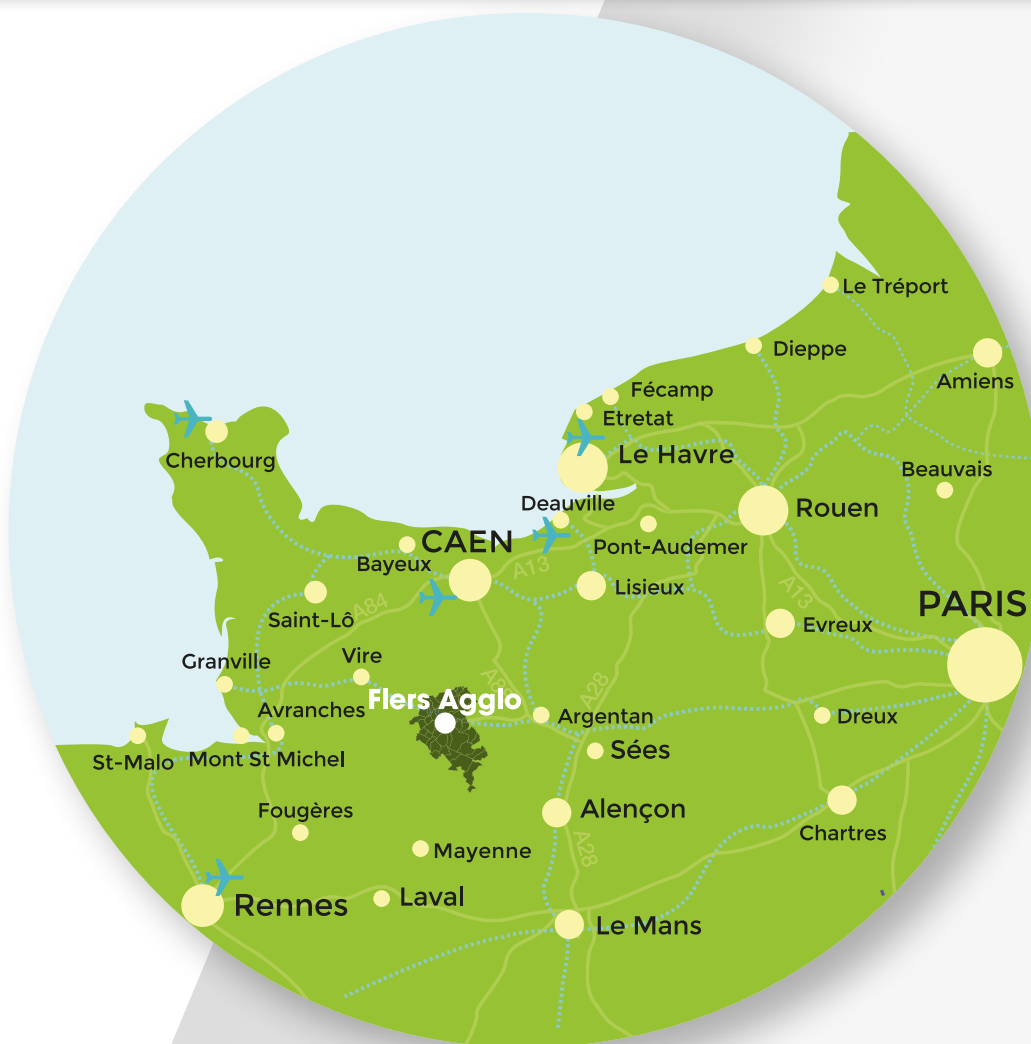 Le Tréport
Dieppe
Amiens
Fécamp
Etretat
Le Havre
Cherbourg
Beauvais
Deauville
Rouen
CAEN
Pont-Audemer
Bayeux
A13
Lisieux
A13
PARIS
A84
Saint-Lô
Evreux
Vire
Granville
A28
Flers Agglo
Avranches
Argentan
Dreux
Sées
St-Malo
Mont St Michel
Fougères
Alençon
Chartres
A28
Mayenne
Laval
Rennes
Le Mans